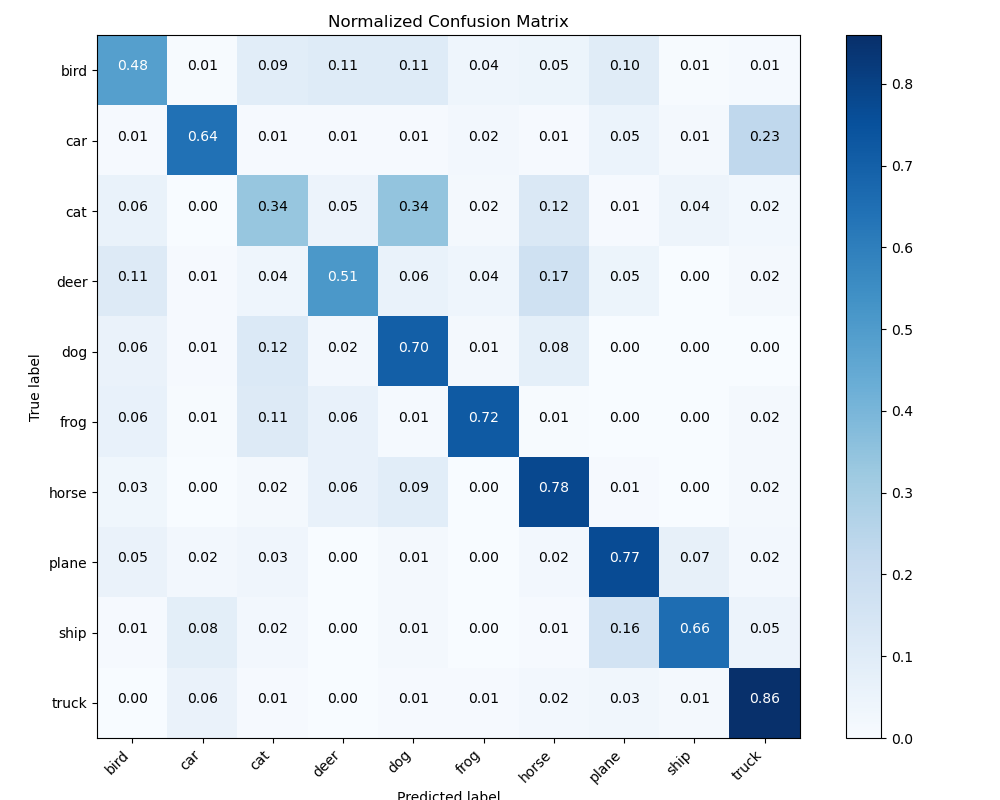 Normalized Confusion Matrix
bird 0.48 0.01 0.09 0.11 0.11 0.04 0.05 0.10 0.01 0.01
car 0.01 0.64 0.01 0.01 0.01 0.02 0.01 0.05 0.01 0.23
cat 0.06 0.00 0.34 0.05 0.34 0.02 0.12 0.01 0.04 0.02
deer 0.11 0.01 0.04 0.51 0.06 0.04 0.17 0.05 0.00 0.02
dog 0.06 0.01 0.12 0.02 0.70 0.01 0.08 0.00 0.00 0.00
frog 0.06 0.01 0.11 0.06 0.01 0.72 0.01 0.00 0.00 0.02
horse 0.03 0.00 0.02 0.06 0.09 0.00 0.78 0.01 0.00 0.02
plane 0.05 0.02 0.03 0.00 0.01 0.00 0.02 0.77 0.07 0.02
ship 0.01 0.08 0.02 0.00 0.01 0.00 0.01 0.16 0.66 0.05
truck 0.00 0.06 0.01 0.00 0.01 0.01 0.02 0.03 0.01 0.86
True label
bird car cat deer dog frog horse plane ship truck
Predicted label
0.8
0.7
0.6
0.5
0.4
0.3
0.2
0.1
0.0